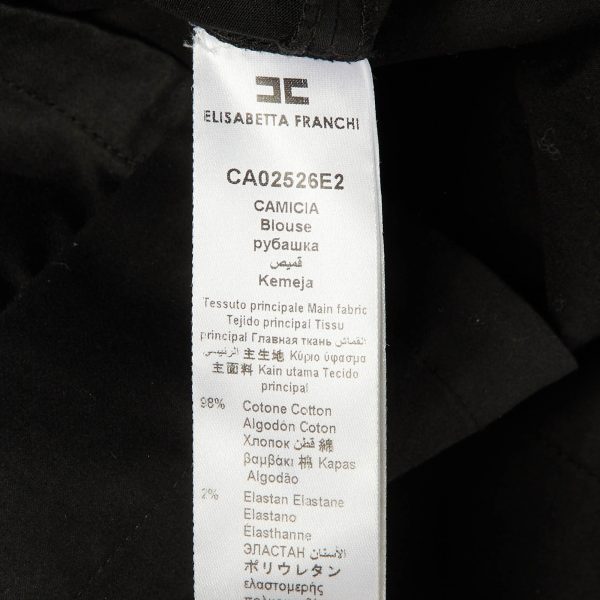 ELISABETTA FRANCHI
CA02526E2
CAMICIA
Blouse
рубашка
قميص
Kemeja
Tessuto principale Main fabric
Tejido principal Tissu
principal Главная ткань القماش
الرئيسي 主生地 Κύριο ύφασμα
主面料 Kain utama Tecido
principal
98% Cotone Cotton
Algodón Coton
Хлопок قطن 綿
βαμβάκι 棉 Kapas
Algodão
2% Elastan Elastane
Elastano
Élasthanne
ЭЛАСТАН الأستان
ポリウレタン
ελαστομερής